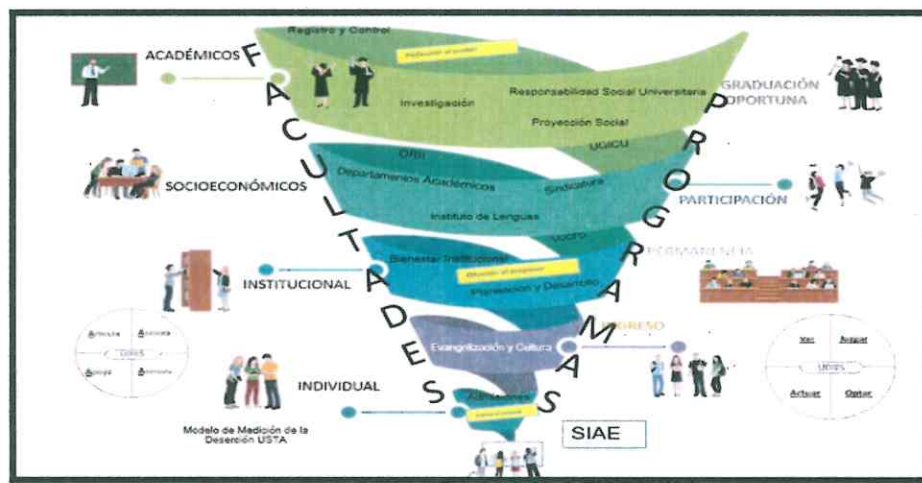 Registro y Control
ACADÉMICOS
FACULTADES
PROGRAMAS
Investigación
Responsabilidad Social Universitaria
Proyección Social
GRADUACIÓN
OPORTUNA
UGICU
Departamentos Académicos
Sindicatura
SOCIOECONÓMICOS
PARTICIPACIÓN
Instituto de Lenguas
Bienestar Institucional
PERMANENCIA
Planeación y Desarrollo
INSTITUCIONAL
INGRESO
Evangelización y Cultura
Ver
Juzgar
Actuar
Optar
INDIVIDUAL
Admisiones
Modelo de Medición de la
Deserción USTA
SIAE